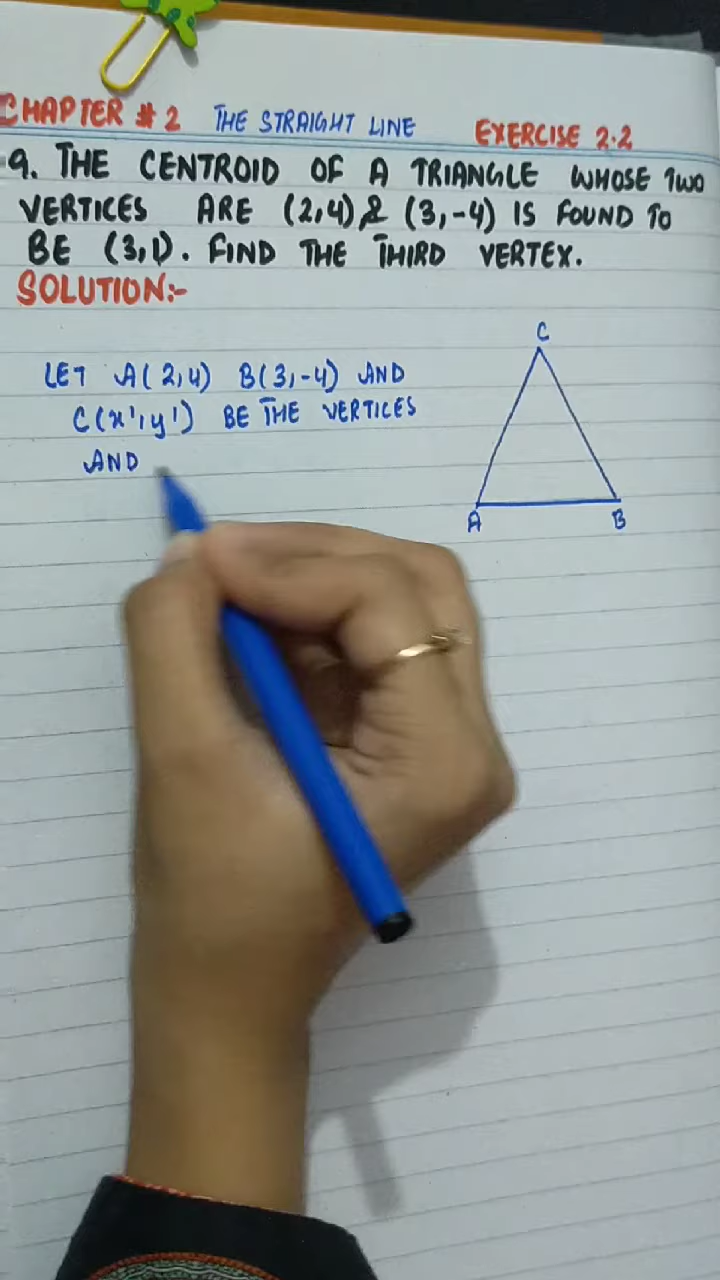 CHAPTER # 2 THE STRAIGHT LINE EXERCISE 2.2
9. THE CENTROID OF A TRIANGLE WHOSE TWO
VERTICES ARE (2,4) & (3,-4) IS FOUND TO
BE (3,1). FIND THE THIRD VERTEX.
SOLUTION:-
C
LET A(2,4) B(3,-4) AND
C(x',y') BE THE VERTICES
AND
A B